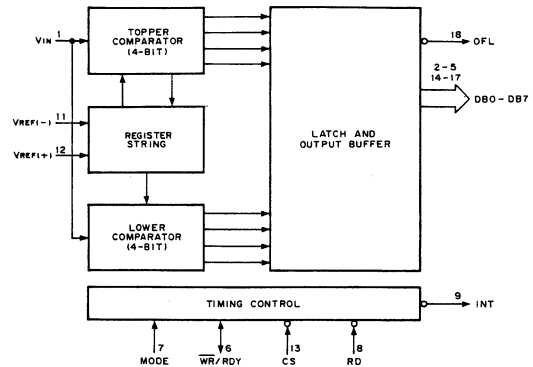 VIN 1
TOPPER
COMPARATOR
(4-BIT)
18 OFL
2-5
14-17
DB0-DB7
VREF(-) 11
VREF(+) 12
REGISTER
STRING
LATCH AND
OUTPUT BUFFER
LOWER
COMPARATOR
(4-BIT)
TIMING CONTROL
9
INT
7
MODE
6
WR/RDY
13
CS
8
RD